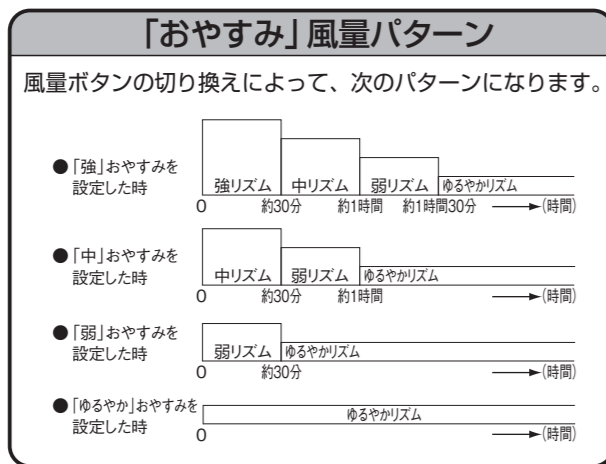 「おやすみ」風量パターン
風量ボタンの切り換えによって、次のパターンになります。
●「強」おやすみを
設定した時
強リズム 中リズム 弱リズム ゆるやかリズム
0 約30分 約1時間 約1時間30分 (時間)
●「中」おやすみを
設定した時
中リズム 弱リズム ゆるやかリズム
0 約30分 約1時間 (時間)
●「弱」おやすみを
設定した時
弱リズム ゆるやかリズム
0 約30分 (時間)
●「ゆるやか」おやすみを
設定した時
ゆるやかリズム
0 (時間)